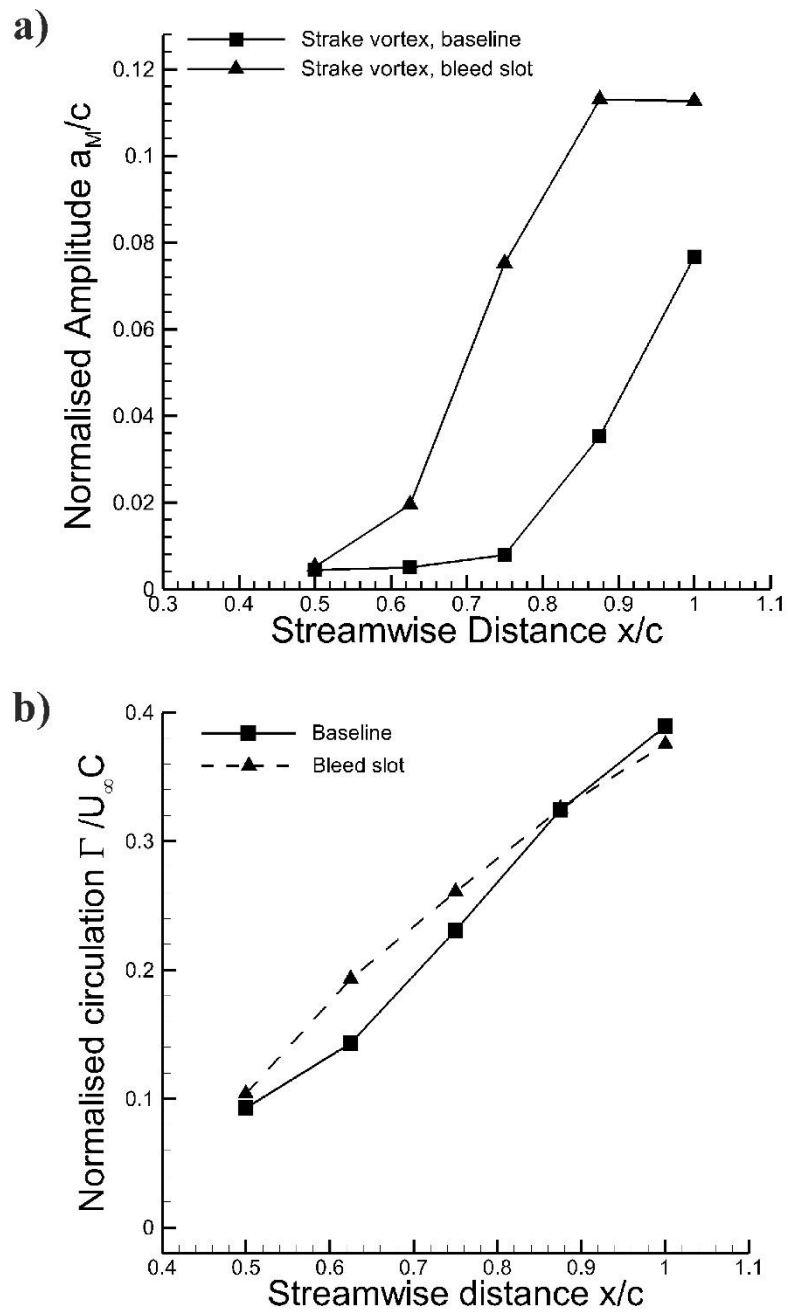 a)
Strake vortex, baseline
Strake vortex, bleed slot
Normalised Amplitude a_M/c
0.12
0.1
0.08
0.06
0.04
0.02
0
0.3 0.4 0.5 0.6 0.7 0.8 0.9 1 1.1
Streamwise Distance x/c
b)
Baseline
Bleed slot
Normalised circulation Γ /U_∞C
0.4
0.3
0.2
0.1
0
0.4 0.5 0.6 0.7 0.8 0.9 1 1.1
Streamwise distance x/c